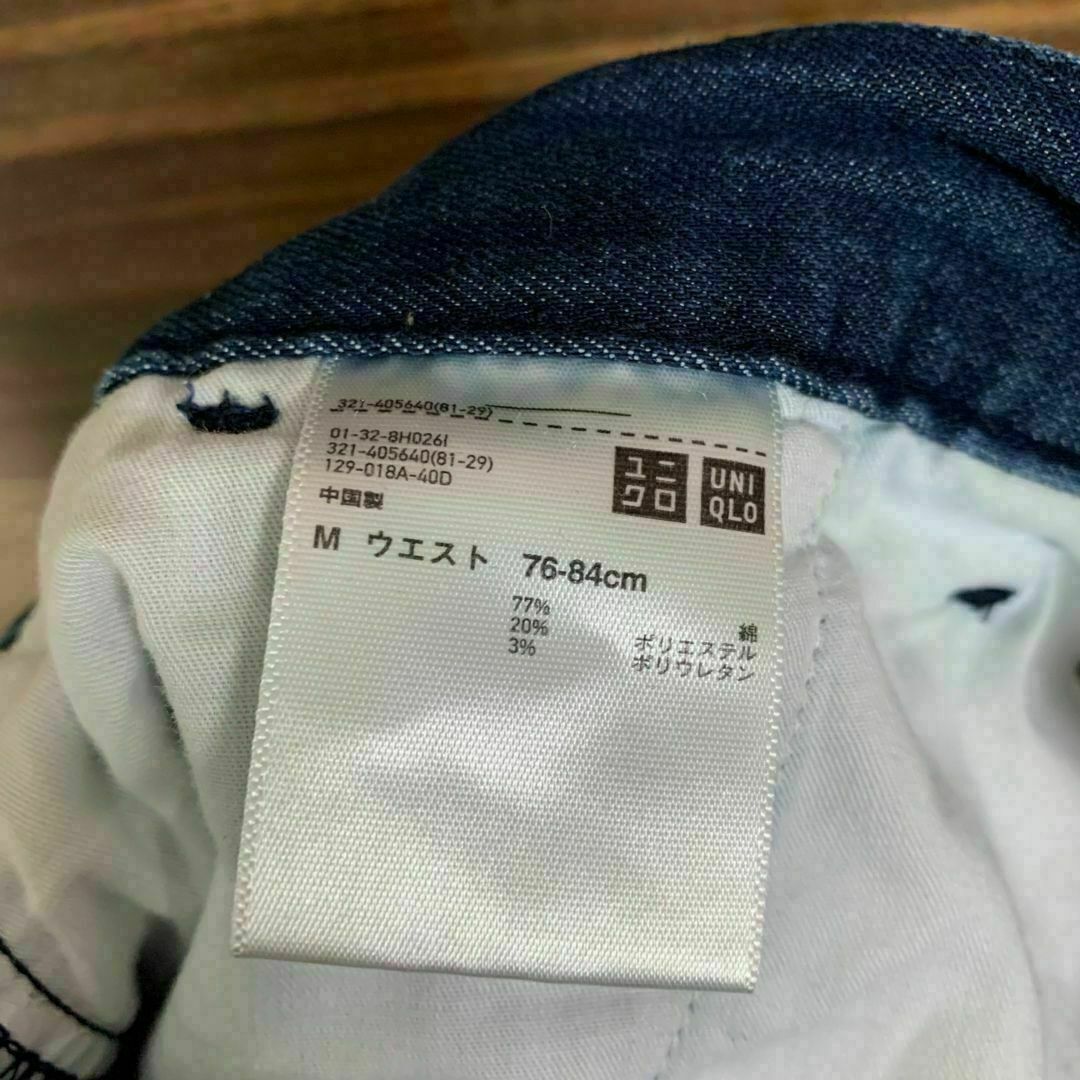 321-405640(81-29)
01-32-8H026I
321-405640(81-29)
129-018A-40D
中国製
ユニ
クロ
UNI
QLO
M ウエスト 76-84cm
77% 綿
20% ポリエステル
3% ポリウレタン